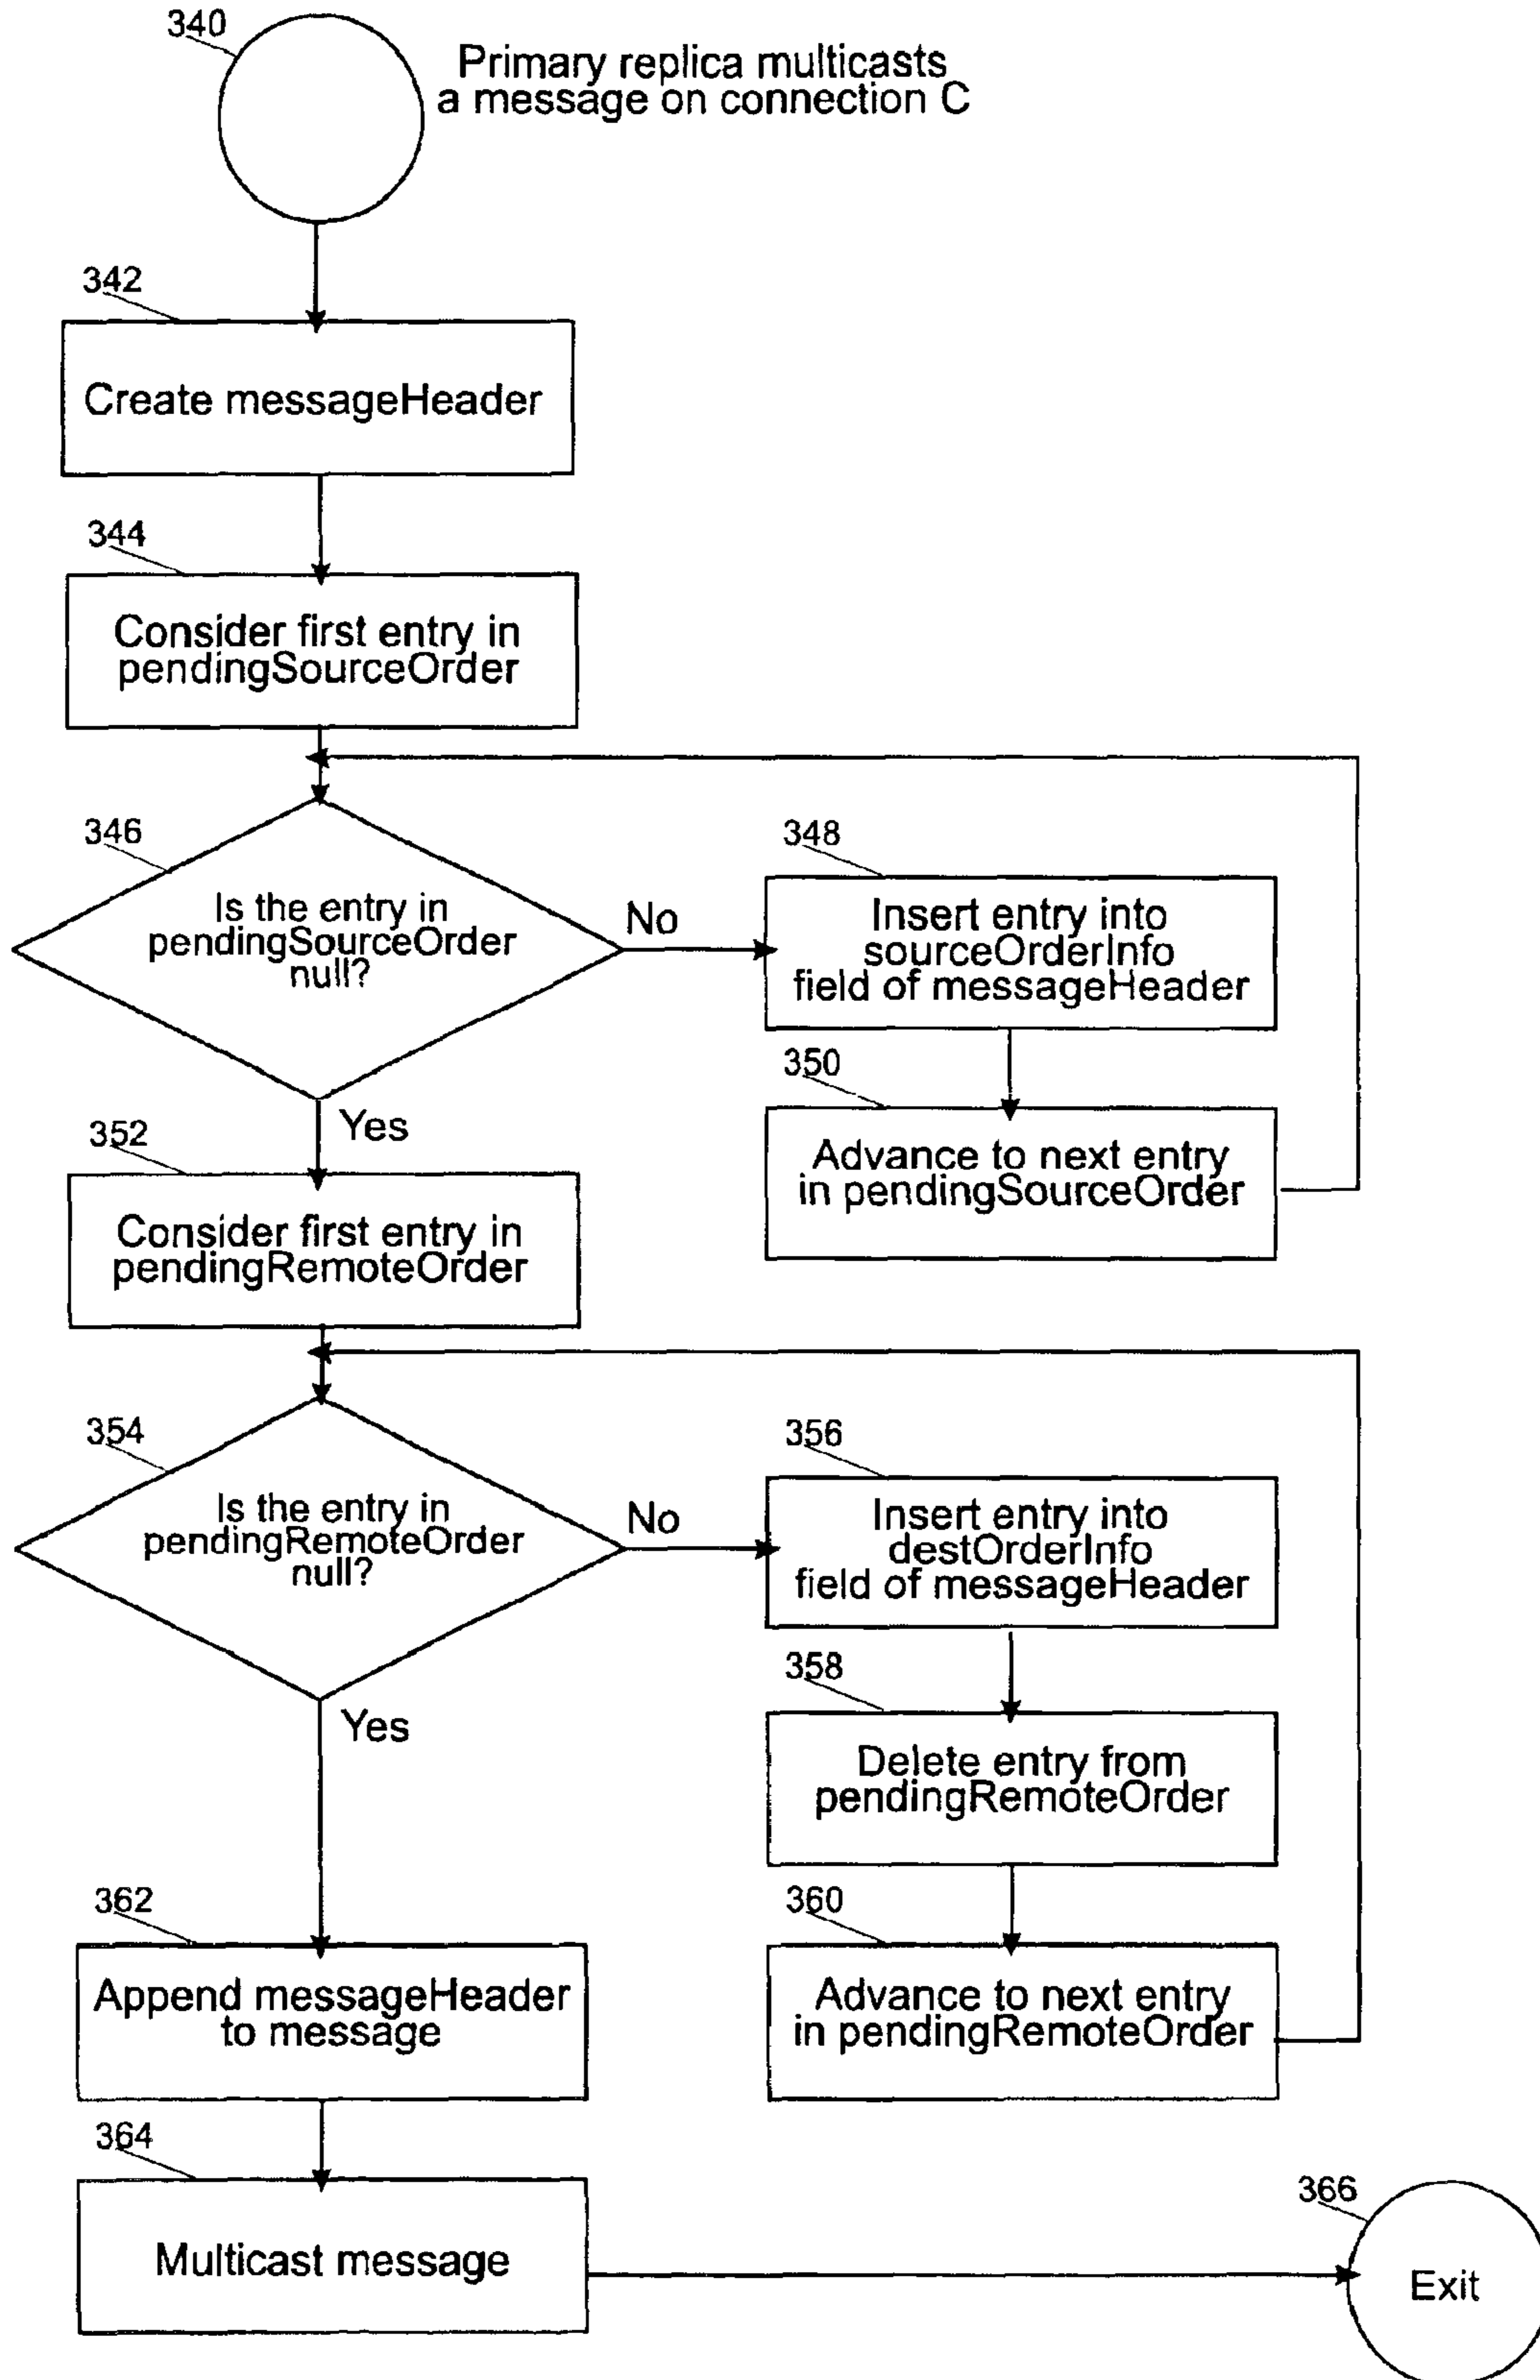 340
Primary replica multicasts
a message on connection C
342
Create messageHeader
344
Consider first entry in
pendingSourceOrder
346
Is the entry in
pendingSourceOrder
null?
No
348
Insert entry into
sourceOrderInfo
field of messageHeader
350
Advance to next entry
in pendingSourceOrder
Yes
352
Consider first entry in
pendingRemoteOrder
354
Is the entry in
pendingRemoteOrder
null?
No
356
Insert entry into
destOrderInfo
field of messageHeader
358
Delete entry from
pendingRemoteOrder
360
Advance to next entry
in pendingRemoteOrder
Yes
362
Append messageHeader
to message
364
Multicast message
366
Exit